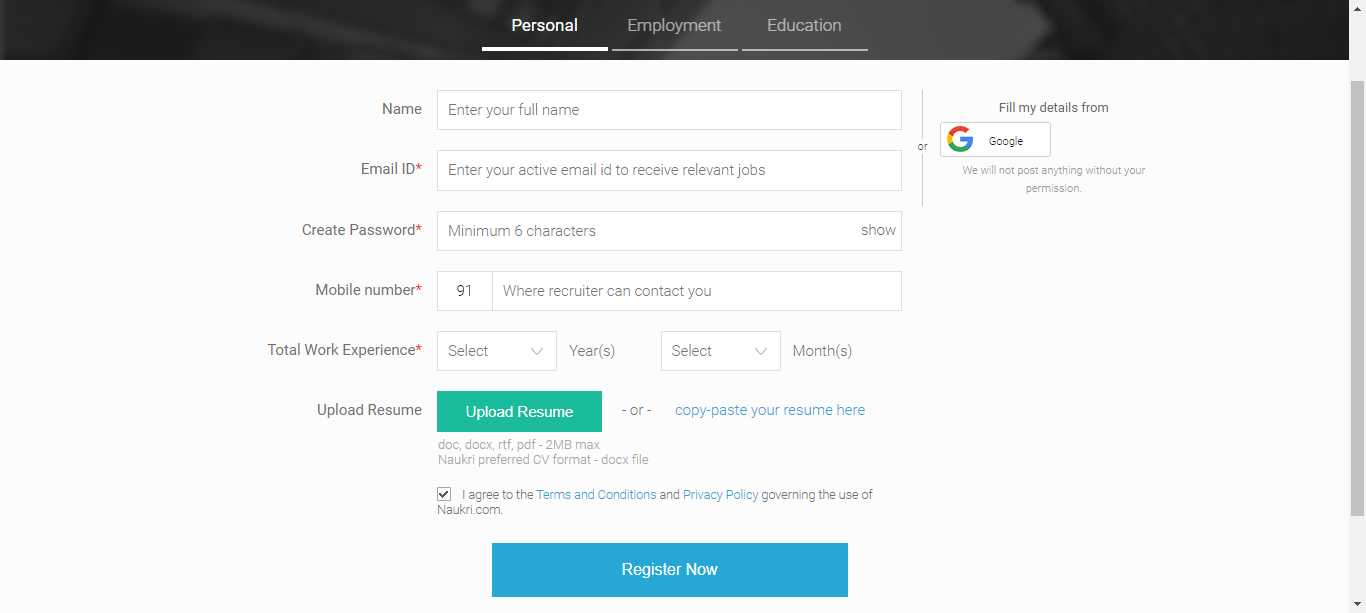 Personal Employment Education
Name Enter your full name
Fill my details from
Google
or
We will not post anything without your
permission.
Email ID* Enter your active email id to receive relevant jobs
Create Password* Minimum 6 characters show
Mobile number* 91 Where recruiter can contact you
Total Work Experience* Select Year(s) Select Month(s)
Upload Resume Upload Resume - or - copy-paste your resume here
doc, docx, rtf, pdf - 2MB max
Naukri preferred CV format - docx file
I agree to the Terms and Conditions and Privacy Policy governing the use of
Naukri.com.
Register Now